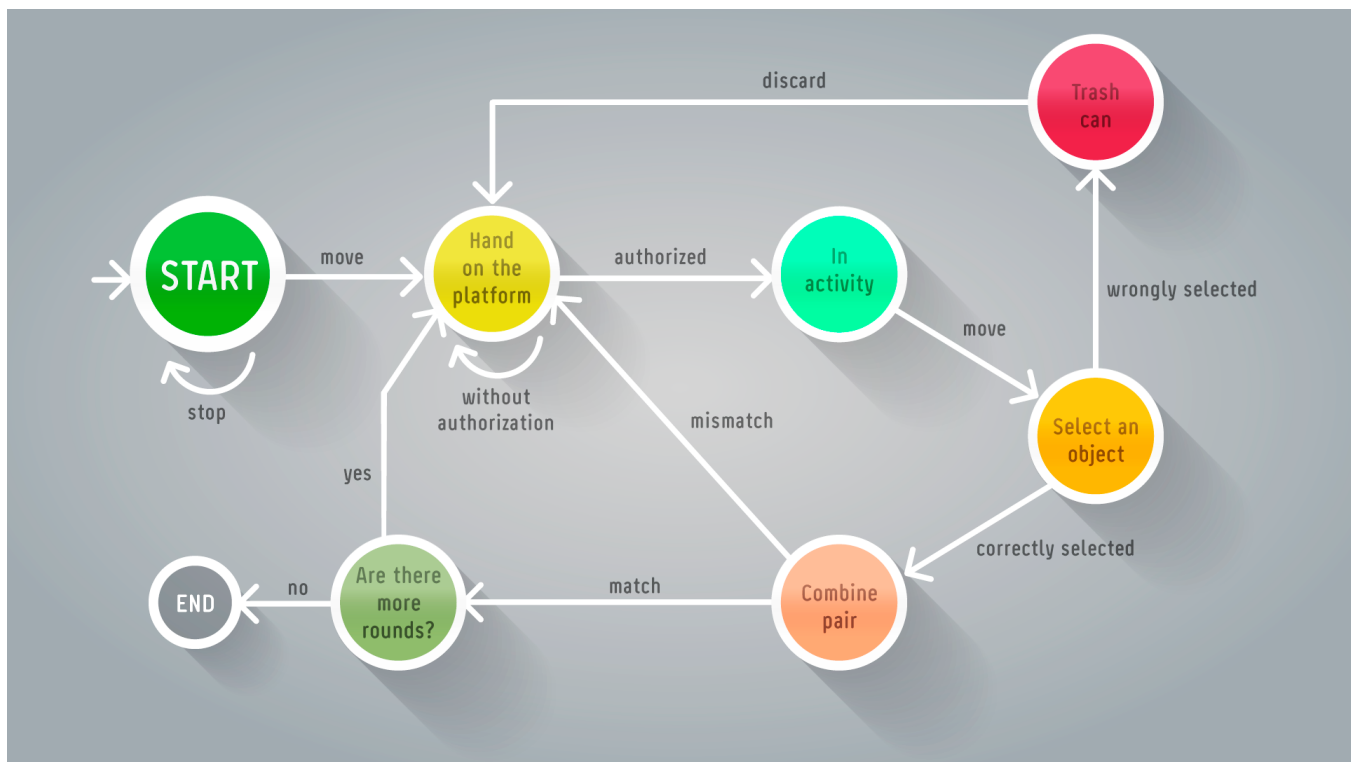 discard
Trash
can
START
move
Hand
on the
platform
authorized
In
activity
wrongly selected
move
stop
without
authorization
mismatch
Select an
object
yes
correctly selected
END
no
Are there
more
rounds?
match
Combine
pair